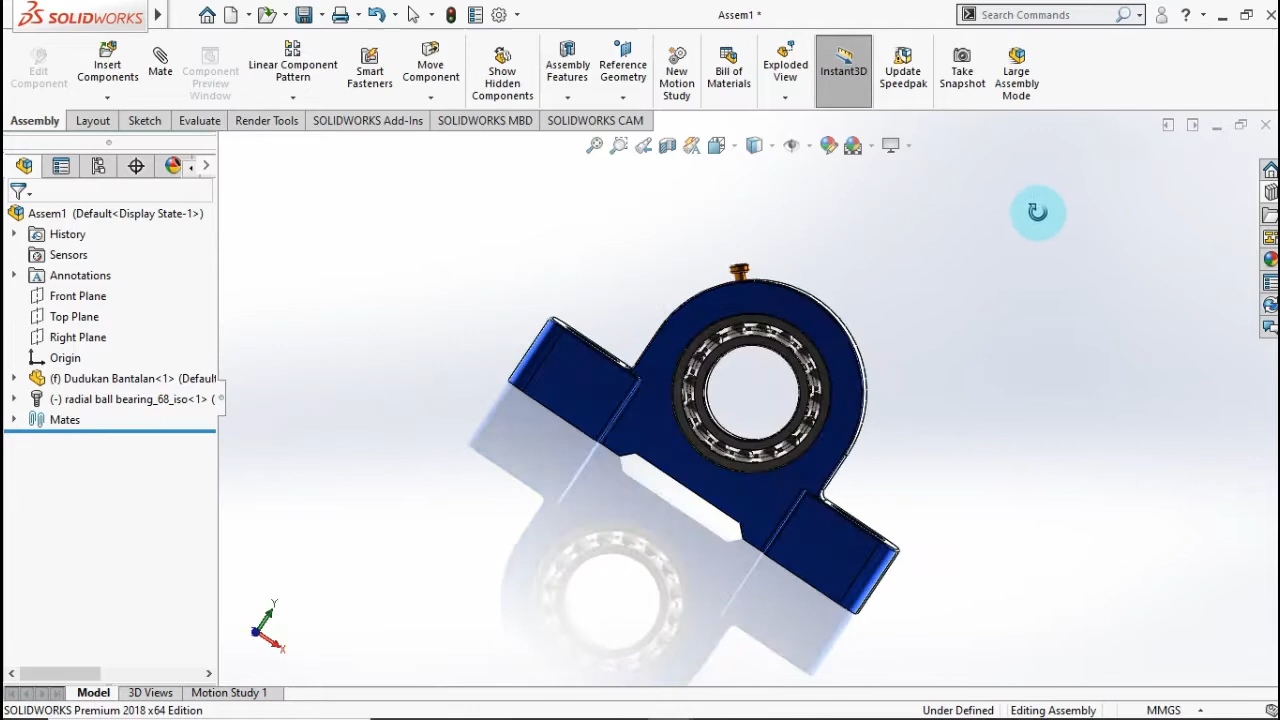 SOLIDWORKS
Assem1 *
Search Commands
?
Edit Component
Insert Components
Mate
Component Preview Window
Linear Component Pattern
Smart Fasteners
Move Component
Show Hidden Components
Assembly Features
Reference Geometry
New Motion Study
Bill of Materials
Exploded View
Instant3D
Update Speedpak
Take Snapshot
Large Assembly Mode
Assembly
Layout
Sketch
Evaluate
Render Tools
SOLIDWORKS Add-Ins
SOLIDWORKS MBD
SOLIDWORKS CAM
Assem1 (Default<Display State-1>)
History
Sensors
Annotations
Front Plane
Top Plane
Right Plane
Origin
(f) Dudukan Bantalan<1> (Default
(-) radial ball bearing_68_iso<1> (
Mates
Y
X
Model
3D Views
Motion Study 1
SOLIDWORKS Premium 2018 x64 Edition
Under Defined
Editing Assembly
MMGS